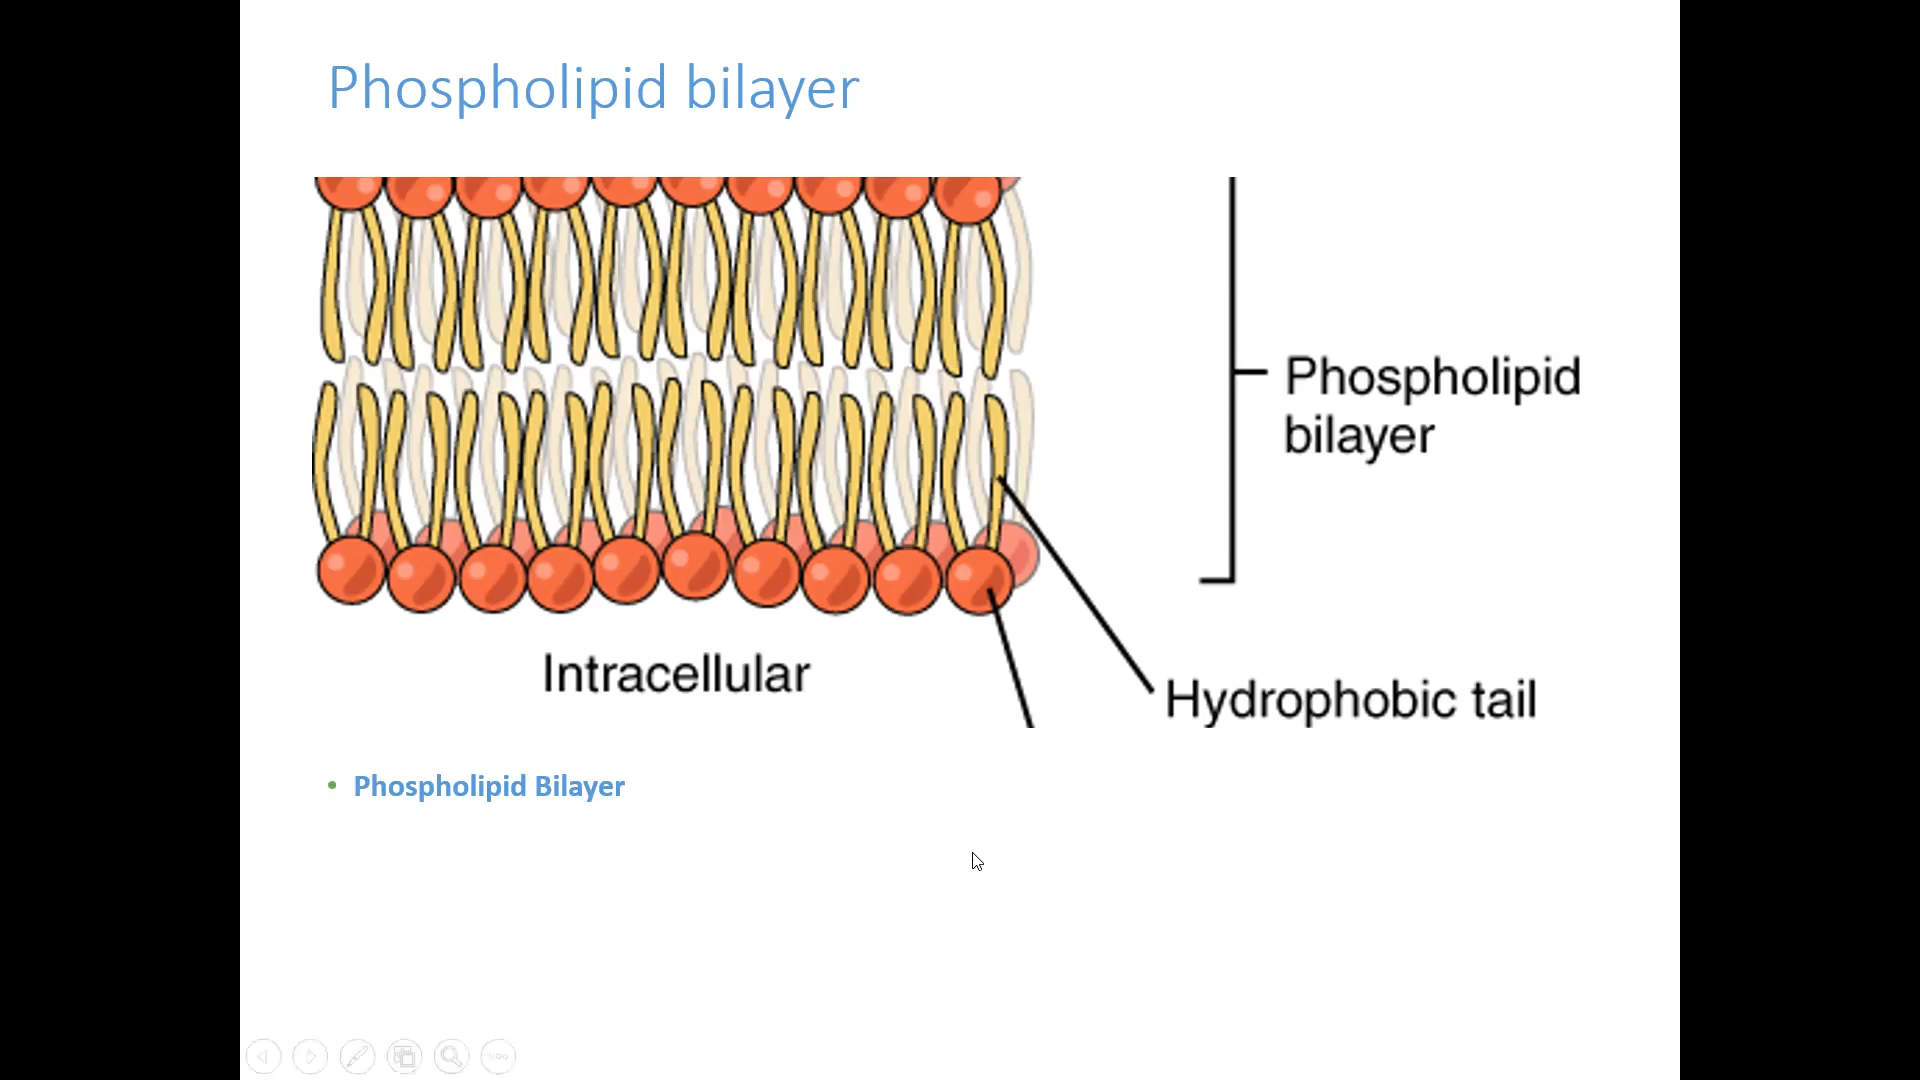 Phospholipid bilayer
Phospholipid
bilayer
Intracellular
Hydrophobic tail
• Phospholipid Bilayer